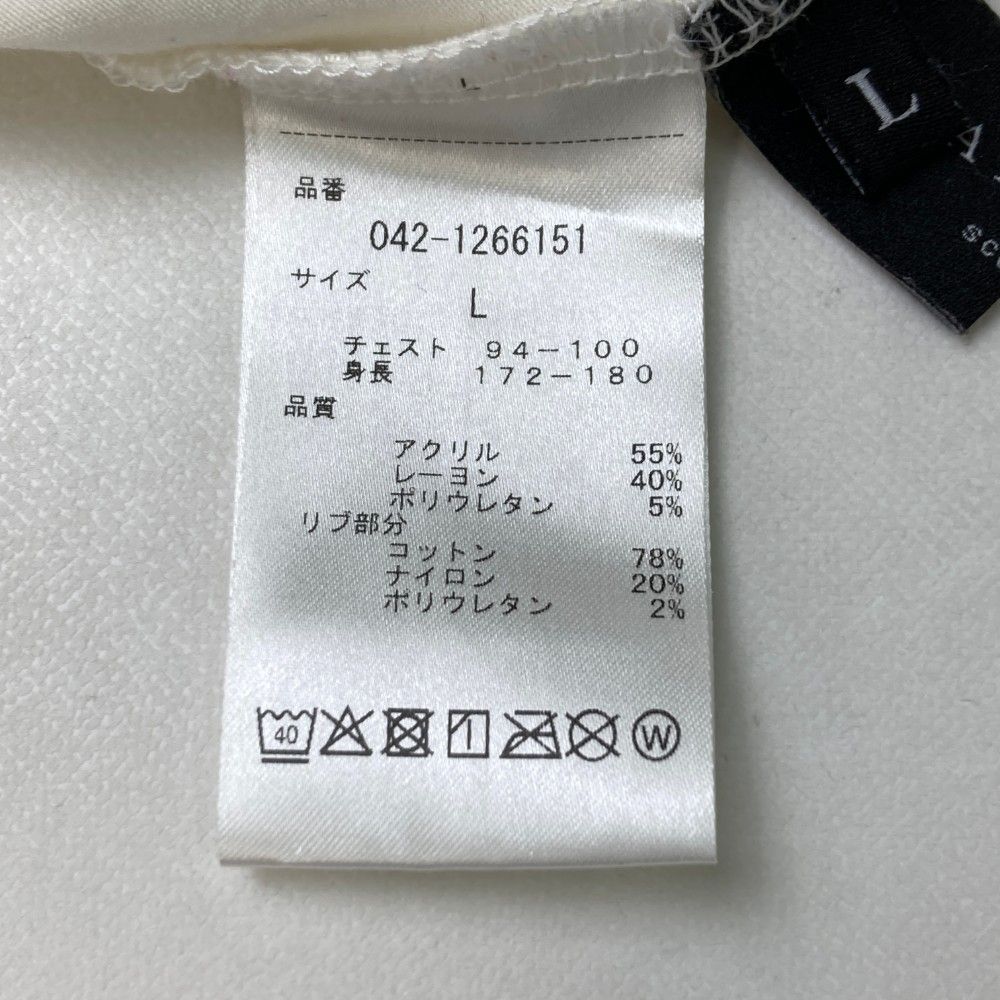 品番
042-1266151
サイズ
L
チェスト 94-100
身長 172-180
品質
アクリル 55%
レーヨン 40%
ポリウレタン 5%
リブ部分
コットン 78%
ナイロン 20%
ポリウレタン 2%
40
W
L
L A
sc